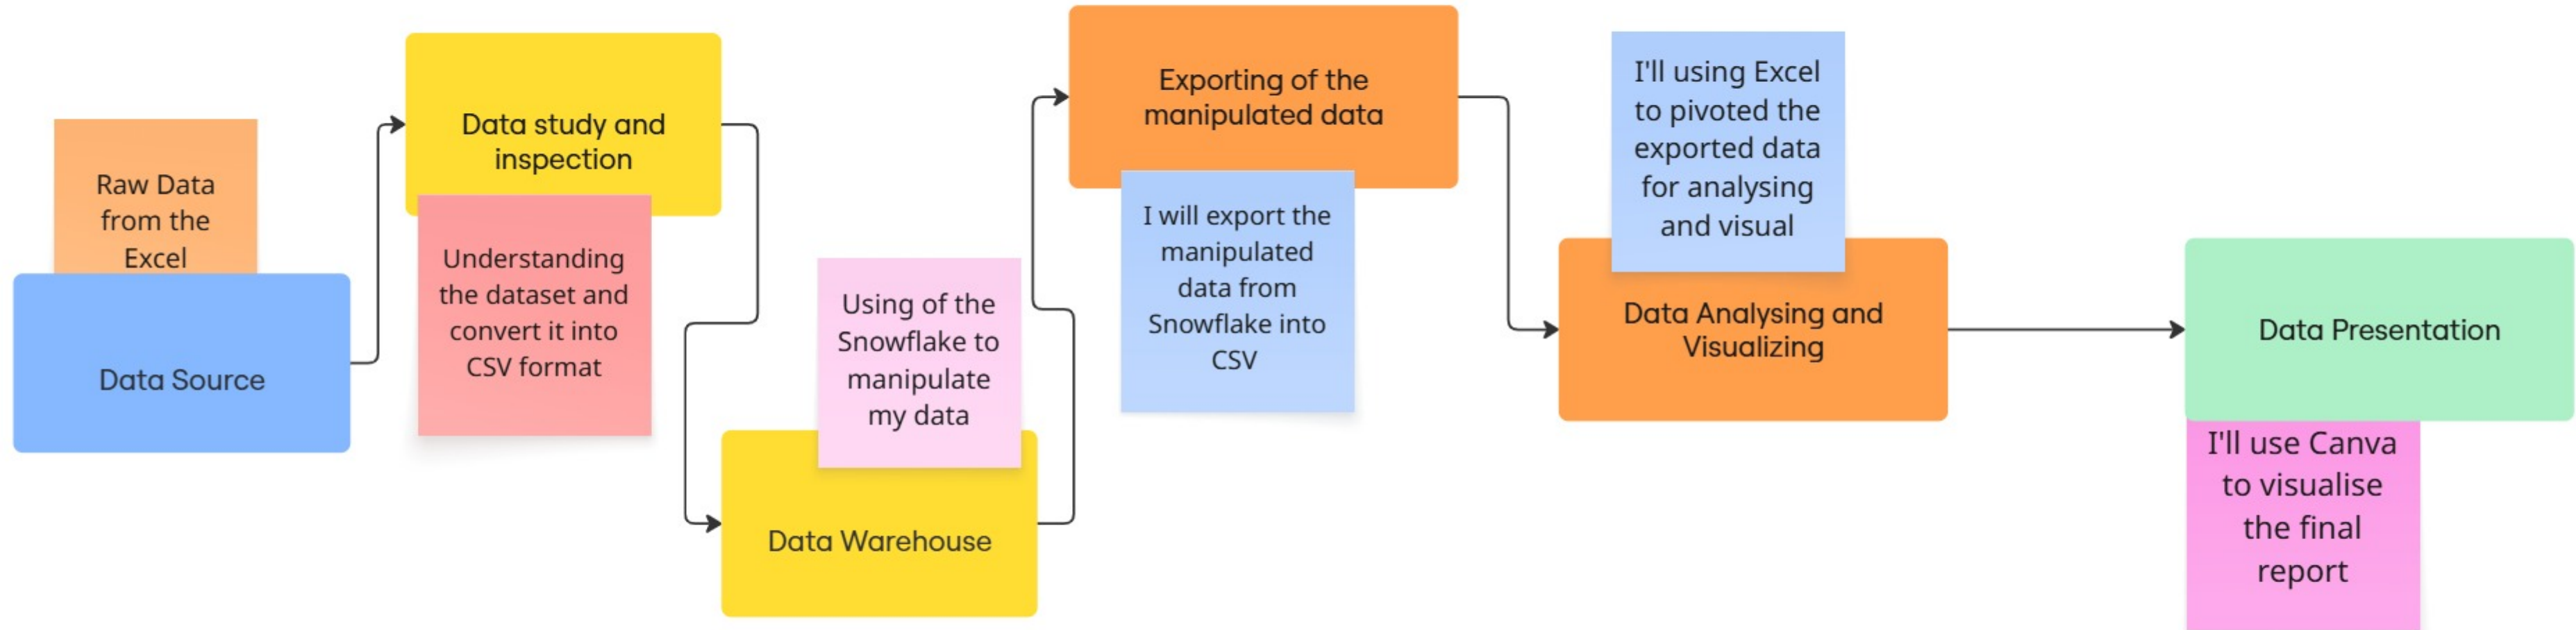 Raw Data
from the
Excel
Data Source
Data study and
inspection
Understanding
the dataset and
convert it into
CSV format
Using of the
Snowflake to
manipulate
my data
Data Warehouse
Exporting of the
manipulated data
I will export the
manipulated
data from
Snowflake into
CSV
I'll using Excel
to pivoted the
exported data
for analysing
and visual
Data Analysing and
Visualizing
Data Presentation
I'll use Canva
to visualise
the final
report